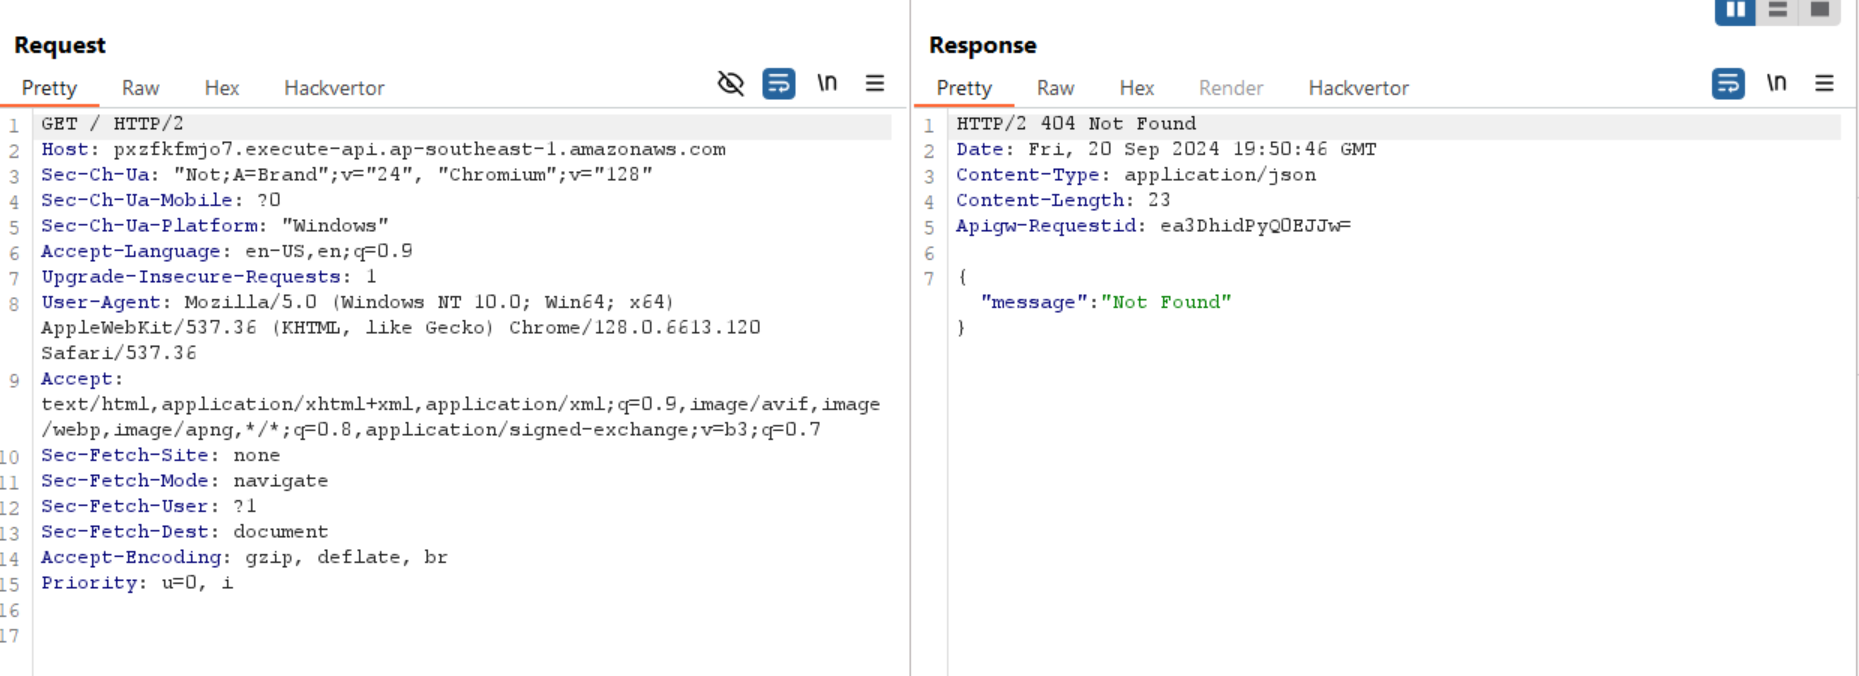 Request
Pretty Raw Hex Hackvertor \n
1 GET / HTTP/2
2 Host: pxzfkfmjo7.execute-api.ap-southeast-1.amazonaws.com
3 Sec-Ch-Ua: "Not;A=Brand";v="24", "Chromium";v="128"
4 Sec-Ch-Ua-Mobile: ?0
5 Sec-Ch-Ua-Platform: "Windows"
6 Accept-Language: en-US,en;q=0.9
7 Upgrade-Insecure-Requests: 1
8 User-Agent: Mozilla/5.0 (Windows NT 10.0; Win64; x64)
AppleWebKit/537.36 (KHTML, like Gecko) Chrome/128.0.6613.120
Safari/537.36
9 Accept:
text/html,application/xhtml+xml,application/xml;q=0.9,image/avif,image
/webp,image/apng,*/*;q=0.8,application/signed-exchange;v=b3;q=0.7
10 Sec-Fetch-Site: none
11 Sec-Fetch-Mode: navigate
12 Sec-Fetch-User: ?1
13 Sec-Fetch-Dest: document
14 Accept-Encoding: gzip, deflate, br
15 Priority: u=0, i
16
17
Response
Pretty Raw Hex Render Hackvertor \n
1 HTTP/2 404 Not Found
2 Date: Fri, 20 Sep 2024 19:50:46 GMT
3 Content-Type: application/json
4 Content-Length: 23
5 Apigw-Requestid: ea3DhidPyQ0EJJw=
6
7 {
"message":"Not Found"
}